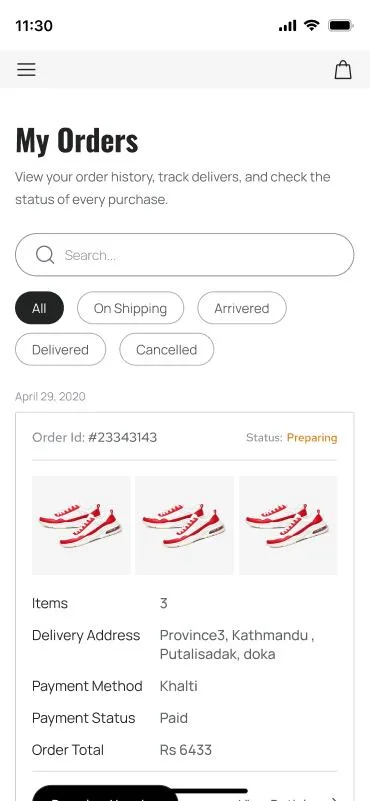 11:30
My Orders
View your order history, track delivers, and check the
status of every purchase.
Search...
All On Shipping Arrivered
Delivered Cancelled
April 29, 2020
Order Id: #23343143 Status: Preparing
Items 3
Delivery Address Province3, Kathmandu ,
Putalisadak, doka
Payment Method Khalti
Payment Status Paid
Order Total Rs 6433